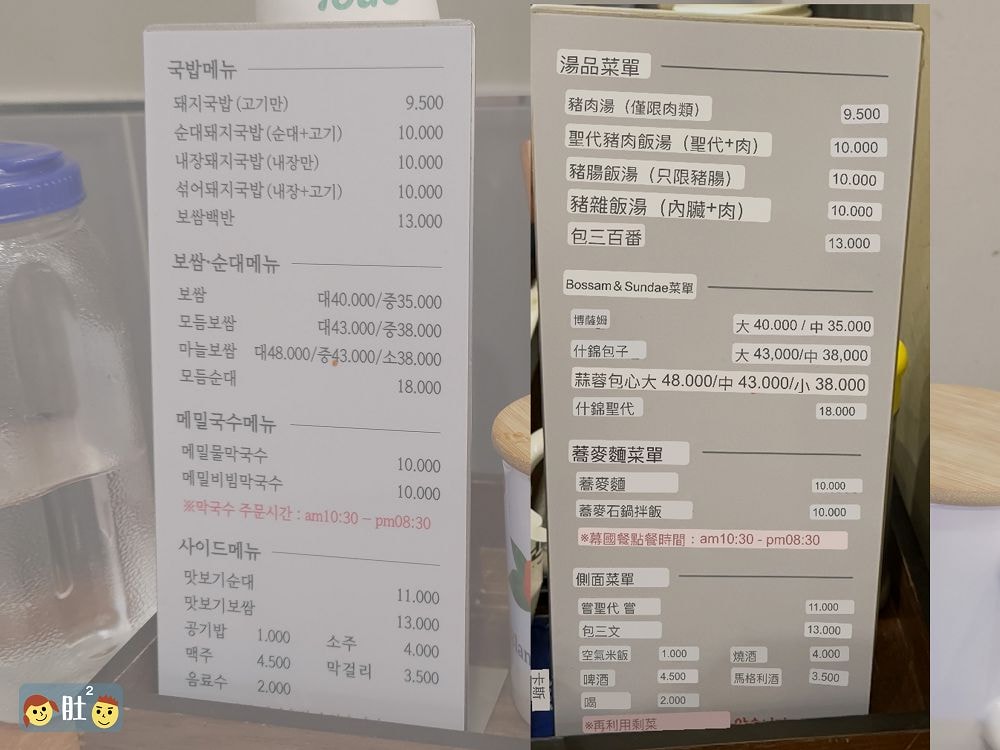 국밥메뉴
돼지국밥(고기만) 9.500
순대돼지국밥(순대+고기) 10.000
내장돼지국밥(내장만) 10.000
섞어돼지국밥(내장+고기) 10.000
보쌈백반 13.000
보쌈·순대메뉴
보쌈 대40.000/중35.000
모듬보쌈 대43.000/중38.000
마늘보쌈 대48.000/중43.000/소38.000
모듬순대 18.000
메밀국수메뉴
메밀물막국수 10.000
메밀비빔막국수 10.000
※막국수 주문시간 : am10:30 – pm08:30
사이드메뉴
맛보기순대 11.000
맛보기보쌈 13.000
공기밥 1.000 소주 4.000
맥주 4.500 막걸리 3.500
음료수 2.000
湯品菜單
豬肉湯（僅限肉類） 9.500
聖代豬肉飯湯（聖代+肉） 10.000
豬腸飯湯（只限豬腸） 10.000
豬雜飯湯（內臟+肉） 10.000
包三百番 13.000
Bossam & Sundae菜單
博薩姆 大 40.000 / 中 35.000
什錦包子 大 43,000/中 38,000
蒜蓉包心大 48.000/中 43.000/小 38.000
什錦聖代 18.000
蕎麥麵菜單
蕎麥麵 10.000
蕎麥石鍋拌飯 10.000
※幕國餐點餐時間：am10:30 - pm08:30
側面菜單
嘗聖代 嘗 11.000
包三文 13.000
空氣米飯 1.000 燒酒 4.000
啤酒 4.500 馬格利酒 3.500
喝 2.000
※再利用剩菜
卡斯
肚2